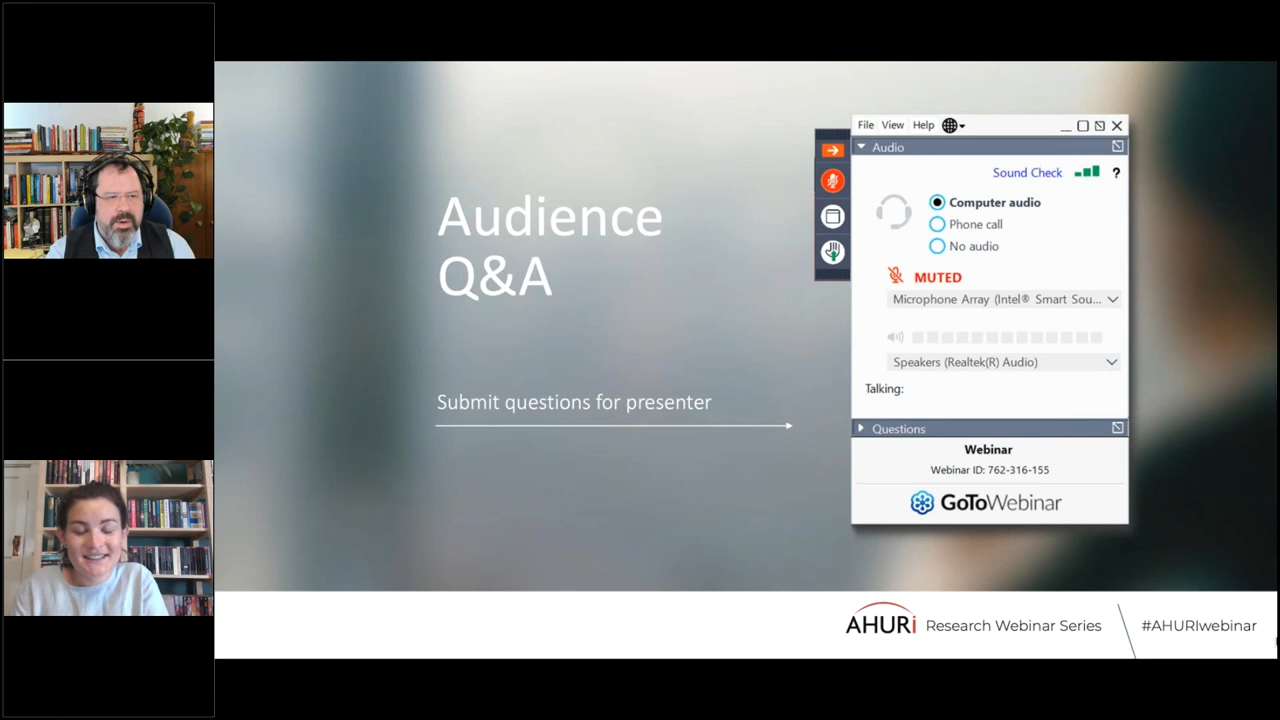 Audience
Q&A
Submit questions for presenter
File View Help
Audio
Sound Check ?
Computer audio
Phone call
No audio
MUTED
Microphone Array (Intel® Smart Sou...
Speakers (Realtek(R) Audio)
Talking:
Questions
Webinar
Webinar ID: 762-316-155
GoToWebinar
AHURI Research Webinar Series #AHURIwebinar